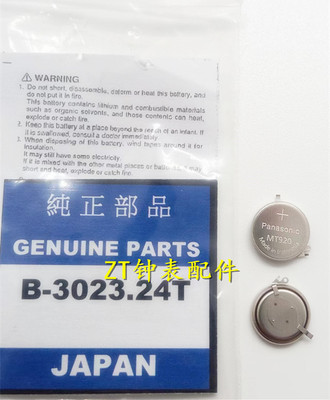 ⚠ WARNING
1. Do not short, disassemble, deform or heat this battery, and
do not put it in fire.
This battery contains lithium and combustible materials
such as organic solvents, and those contents can heat,
explode or catch fire.
2. Keep this battery at a place beyond the reach of an infant. If
it is swallowed, consult a doctor immediately.
3. When disposing of this battery, wind tapes around it for
insulation.
It may still have some electricity.
If it is mixed with the other metal pieces or battery
short and heat, explode or catch fire.
純正部品
GENUINE PARTS
ZT钟表配件
B-3023.24T
JAPAN
+
Panasonic
MT920
Made in